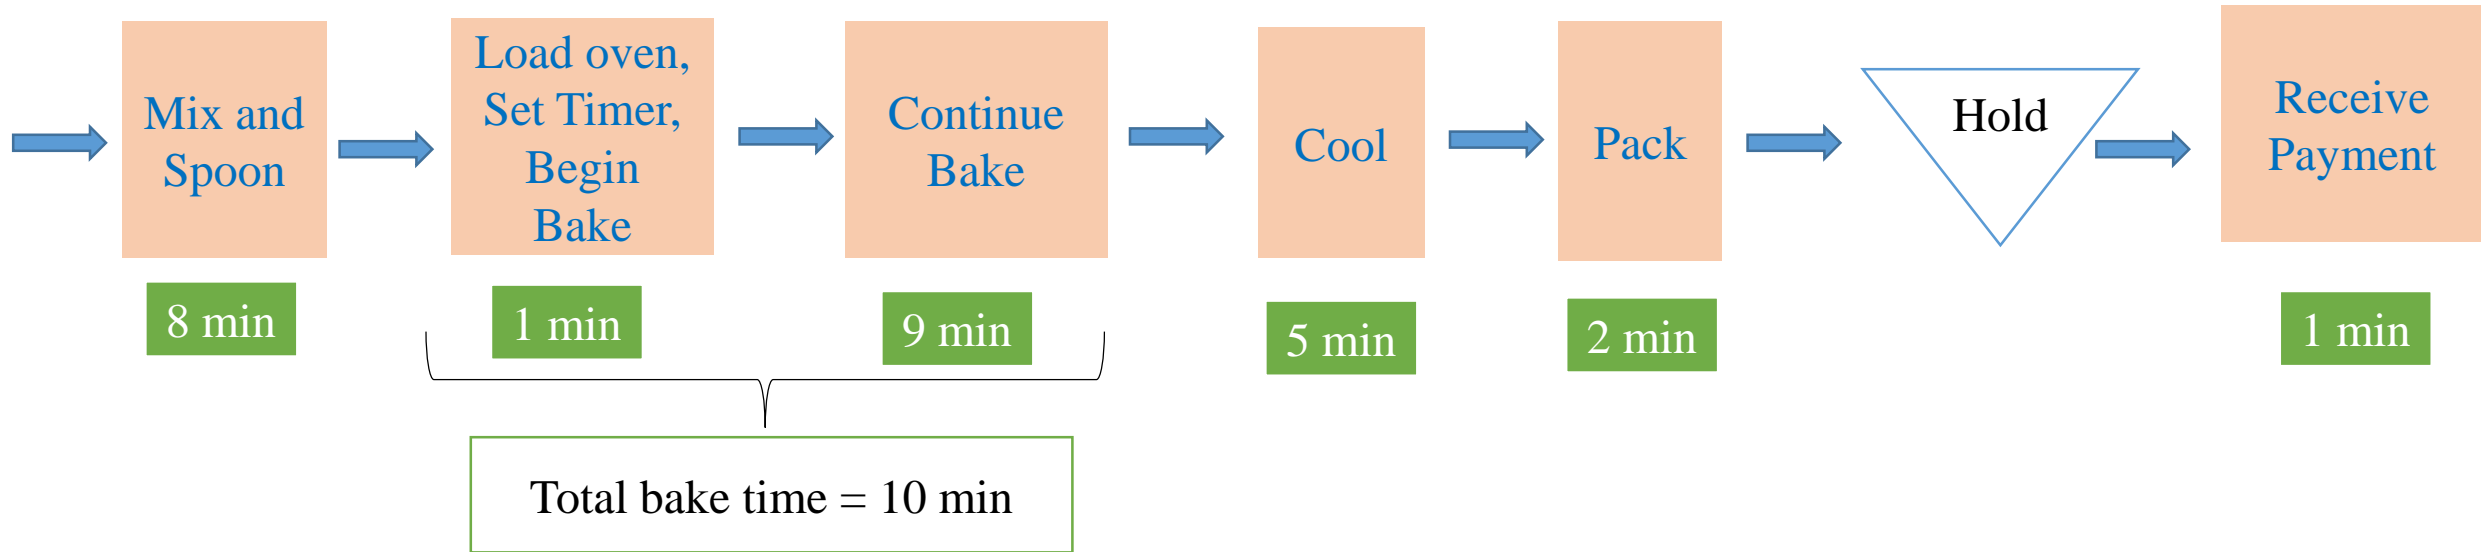 Mix and
Spoon
8 min
Load oven,
Set Timer,
Begin
Bake
1 min
Continue
Bake
9 min
Total bake time = 10 min
Cool
5 min
Pack
2 min
Hold
Receive
Payment
1 min